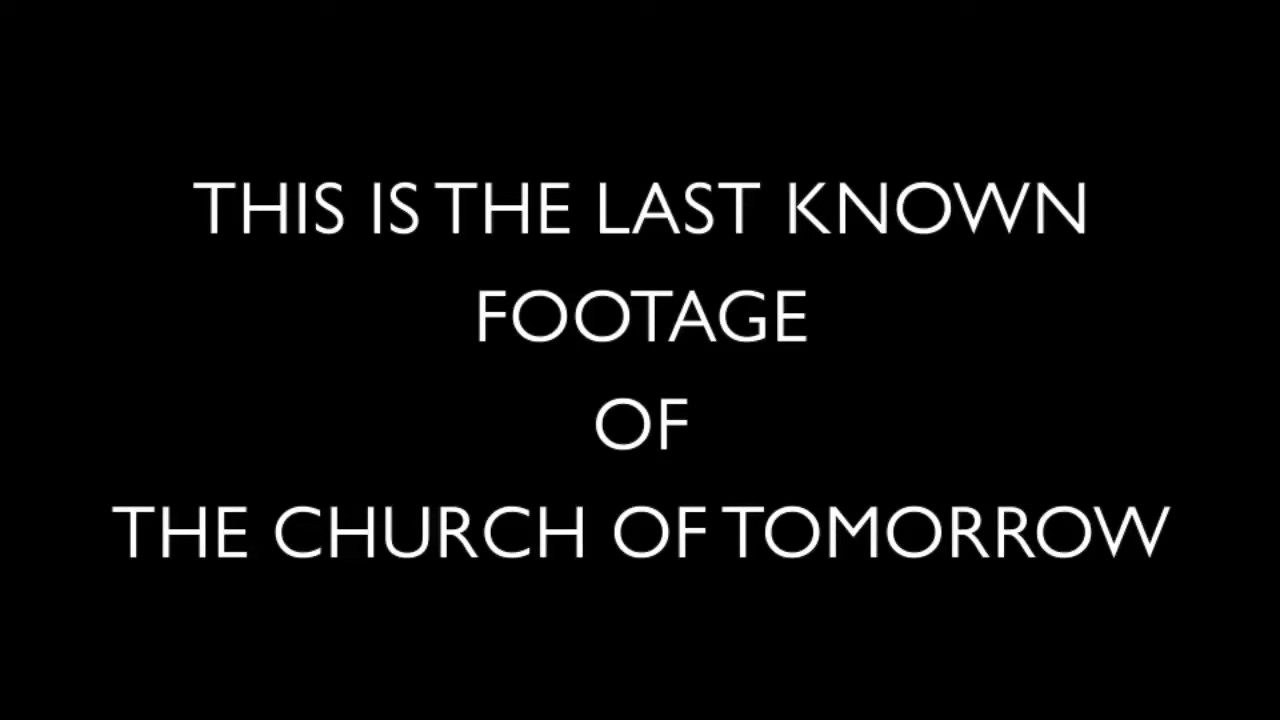 THIS IS THE LAST KNOWN
FOOTAGE
OF
THE CHURCH OF TOMORROW